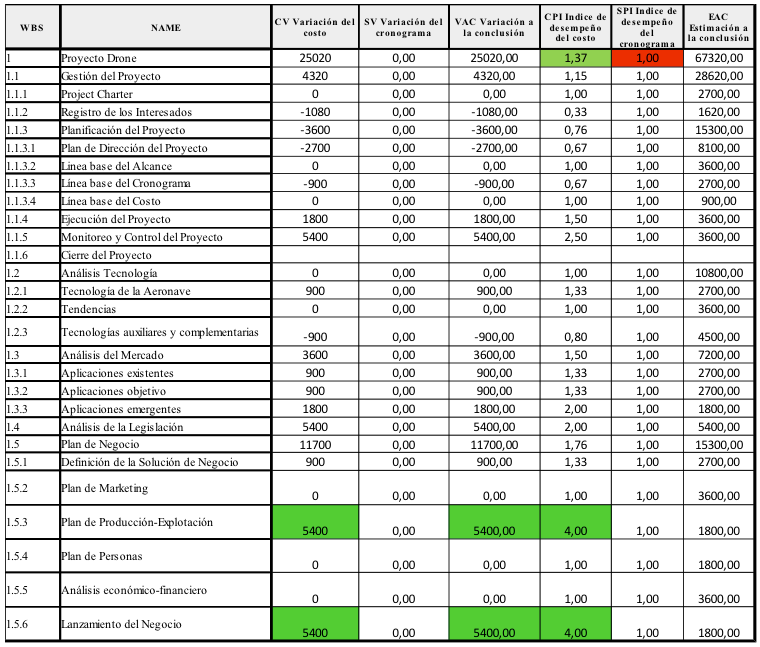 WBS NAME CV Variación del costo SV Variación del cronograma VAC Variación a la conclusión CPI Indice de desempeño del costo SPI Indice de desempeño del cronograma EAC Estimación a la conclusión
1 Proyecto Drone 25020 0,00 25020,00 1,37 1,00 67320,00
1.1 Gestión del Proyecto 4320 0,00 4320,00 1,15 1,00 28620,00
1.1.1 Project Charter 0 0,00 0,00 1,00 1,00 2700,00
1.1.2 Registro de los Interesados -1080 0,00 -1080,00 0,33 1,00 1620,00
1.1.3 Planificación del Proyecto -3600 0,00 -3600,00 0,76 1,00 15300,00
1.1.3.1 Plan de Dirección del Proyecto -2700 0,00 -2700,00 0,67 1,00 8100,00
1.1.3.2 Linea base del Alcance 0 0,00 0,00 1,00 1,00 3600,00
1.1.3.3 Linea base del Cronograma -900 0,00 -900,00 0,67 1,00 2700,00
1.1.3.4 Linea base del Costo 0 0,00 0,00 1,00 1,00 900,00
1.1.4 Ejecución del Proyecto 1800 0,00 1800,00 1,50 1,00 3600,00
1.1.5 Monitoreo y Control del Proyecto 5400 0,00 5400,00 2,50 1,00 3600,00
1.1.6 Cierre del Proyecto
1.2 Análisis Tecnología 0 0,00 0,00 1,00 1,00 10800,00
1.2.1 Tecnología de la Aeronave 900 0,00 900,00 1,33 1,00 2700,00
1.2.2 Tendencias 0 0,00 0,00 1,00 1,00 3600,00
1.2.3 Tecnologías auxiliares y complementarias -900 0,00 -900,00 0,80 1,00 4500,00
1.3 Análisis del Mercado 3600 0,00 3600,00 1,50 1,00 7200,00
1.3.1 Aplicaciones existentes 900 0,00 900,00 1,33 1,00 2700,00
1.3.2 Aplicaciones objetivo 900 0,00 900,00 1,33 1,00 2700,00
1.3.3 Aplicaciones emergentes 1800 0,00 1800,00 2,00 1,00 1800,00
1.4 Análisis de la Legislación 5400 0,00 5400,00 2,00 1,00 5400,00
1.5 Plan de Negocio 11700 0,00 11700,00 1,76 1,00 15300,00
1.5.1 Definición de la Solución de Negocio 900 0,00 900,00 1,33 1,00 2700,00
1.5.2 Plan de Marketing 0 0,00 0,00 1,00 1,00 3600,00
1.5.3 Plan de Producción-Explotación 5400 0,00 5400,00 4,00 1,00 1800,00
1.5.4 Plan de Personas 0 0,00 0,00 1,00 1,00 1800,00
1.5.5 Análisis económico-financiero 0 0,00 0,00 1,00 1,00 3600,00
1.5.6 Lanzamiento del Negocio 5400 0,00 5400,00 4,00 1,00 1800,00